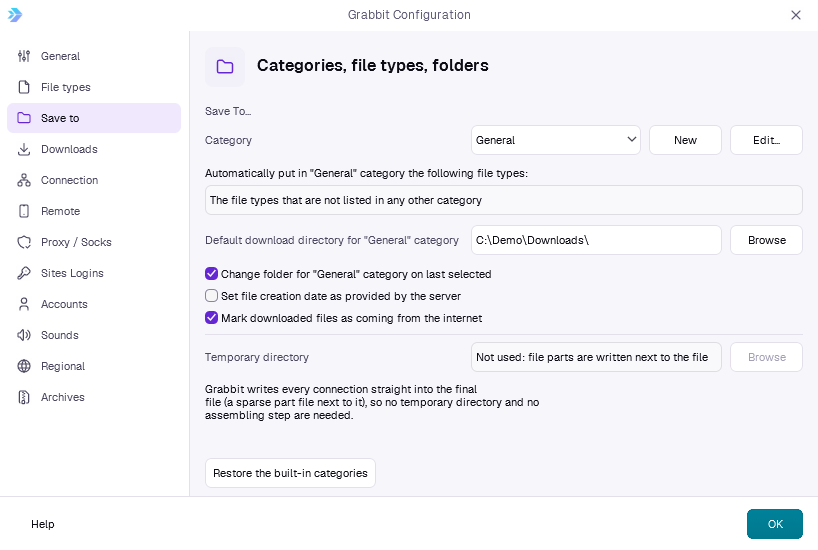 Grabbit Configuration
General
File types
Save to
Downloads
Connection
Remote
Proxy / Socks
Sites Logins
Accounts
Sounds
Regional
Archives
Categories, file types, folders
Save To...
Category
General
New
Edit...
Automatically put in "General" category the following file types:
The file types that are not listed in any other category
Default download directory for "General" category
C:\Demo\Downloads\
Browse
Change folder for "General" category on last selected
Set file creation date as provided by the server
Mark downloaded files as coming from the internet
Temporary directory
Not used: file parts are written next to the file
Browse
Grabbit writes every connection straight into the final
file (a sparse part file next to it), so no temporary directory and no
assembling step are needed.
Restore the built-in categories
Help
OK